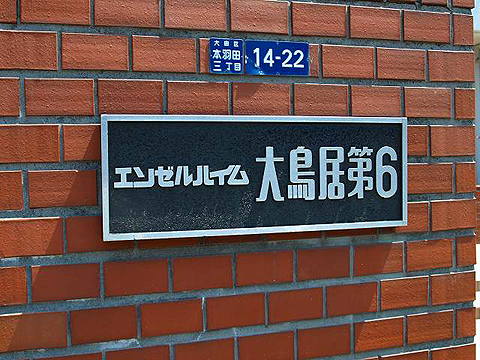 大田区
本羽田
三丁目
14-22
エンゼルハイム 大鳥居第6